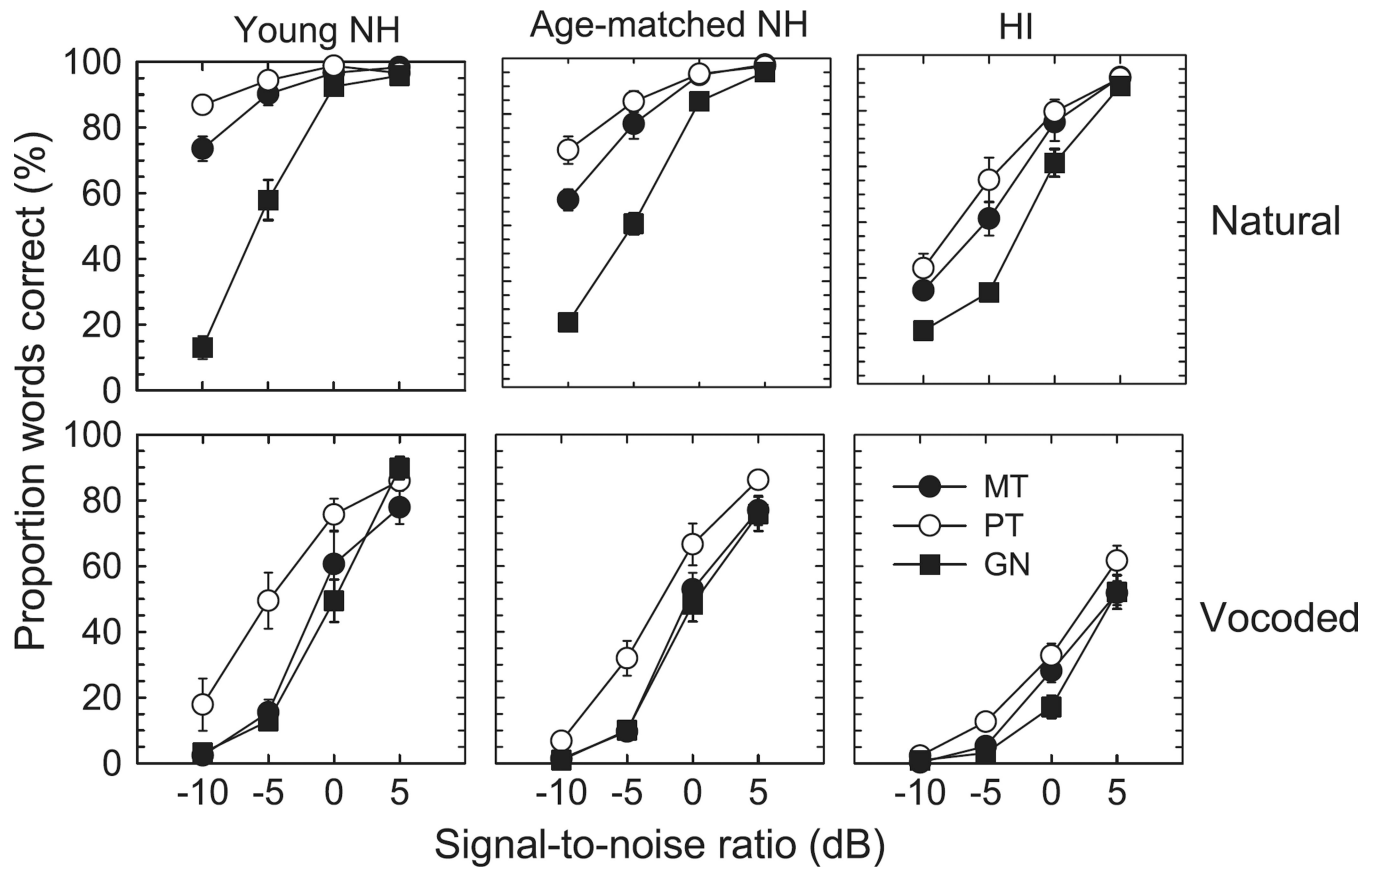 Young NH
Age-matched NH
HI
Proportion words correct (%)
100
80
60
40
20
0
Natural
100
80
60
40
20
0
MT
PT
GN
Vocoded
-10 -5 0 5
-10 -5 0 5
-10 -5 0 5
Signal-to-noise ratio (dB)